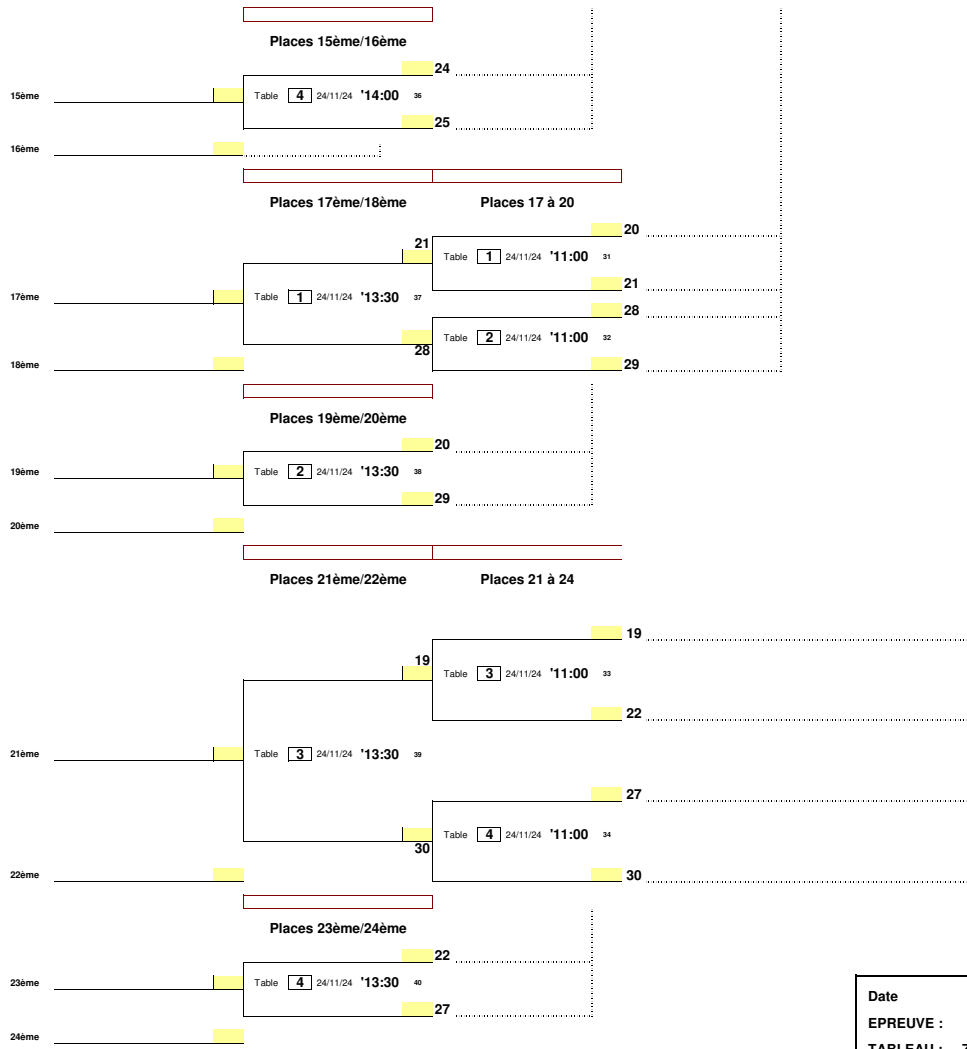 Places 15ème/16ème
24
15ème Table 4 24/11/24 '14:00 36
25
16ème
Places 17ème/18ème Places 17 à 20
20
21
Table 1 24/11/24 '11:00 31
21
17ème Table 1 24/11/24 '13:30 37
28
Table 2 24/11/24 '11:00 32
28
18ème 29
Places 19ème/20ème
20
19ème Table 2 24/11/24 '13:30 38
29
20ème
Places 21ème/22ème Places 21 à 24
19
19
Table 3 24/11/24 '11:00 33
22
21ème Table 3 24/11/24 '13:30 39
27
Table 4 24/11/24 '11:00 34
30
22ème 30
Places 23ème/24ème
22
23ème Table 4 24/11/24 '13:30 40
27
24ème
Date
EPREUVE :
TABLEAU : 7